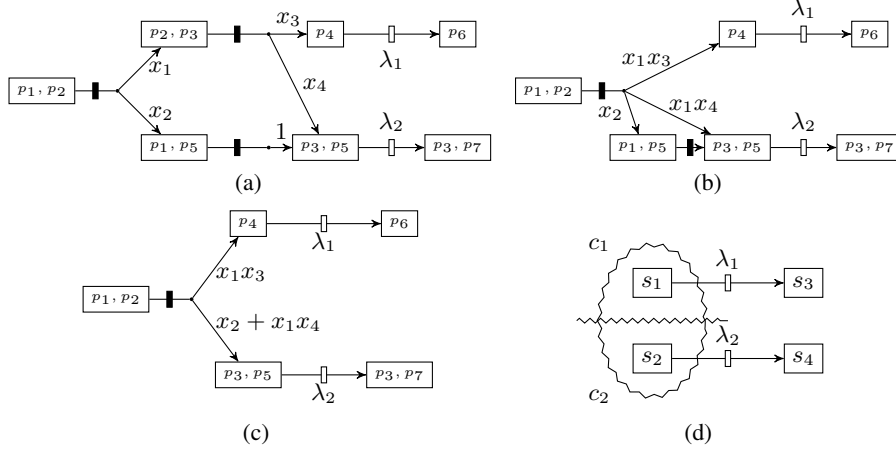 p₂, p₃ x₃ p₄ λ₁ p₆
p₁, p₂ x₁ x₄
x₂ p₁, p₅ 1 p₃, p₅ λ₂ p₃, p₇
(a)
p₄ λ₁ p₆
p₁, p₂ x₁x₃
x₂ x₁x₄
p₁, p₅ p₃, p₅ λ₂ p₃, p₇
(b)
p₄ λ₁ p₆
p₁, p₂ x₁x₃
x₂ + x₁x₄
p₃, p₅ λ₂ p₃, p₇
(c)
c₁
s₁ λ₁ s₃
s₂ λ₂ s₄
c₂
(d)